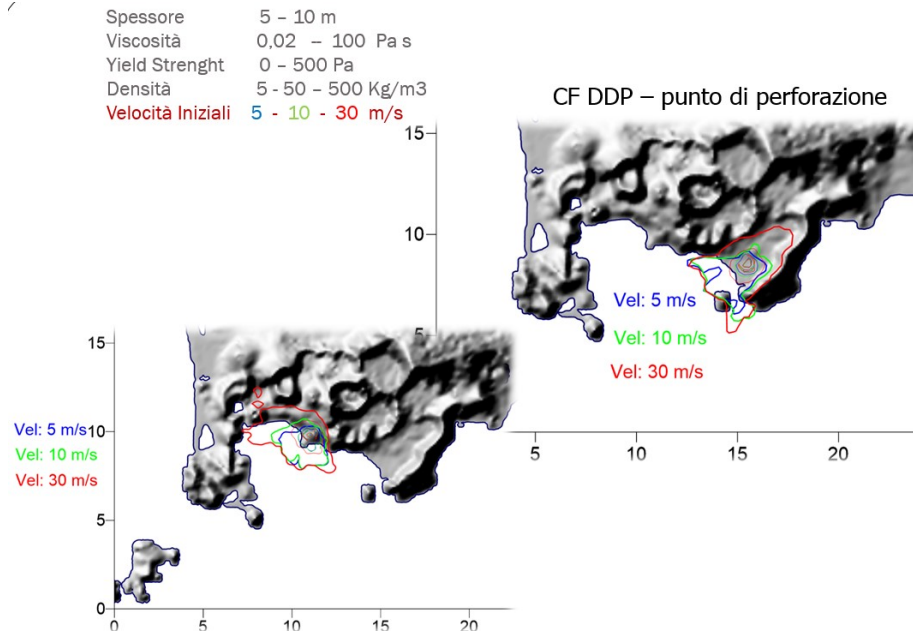 Spessore 5 – 10 m
Viscosità 0,02 – 100 Pa s
Yield Strenght 0 – 500 Pa
Densità 5 - 50 – 500 Kg/m3
Velocità Iniziali 5 - 10 - 30 m/s
CF DDP – punto di perforazione
15
10
5
Vel: 5 m/s
Vel: 10 m/s
Vel: 30 m/s
5 10 15 20
15
10
5
0
Vel: 5 m/s
Vel: 10 m/s
Vel: 30 m/s
0 5 10 15 20